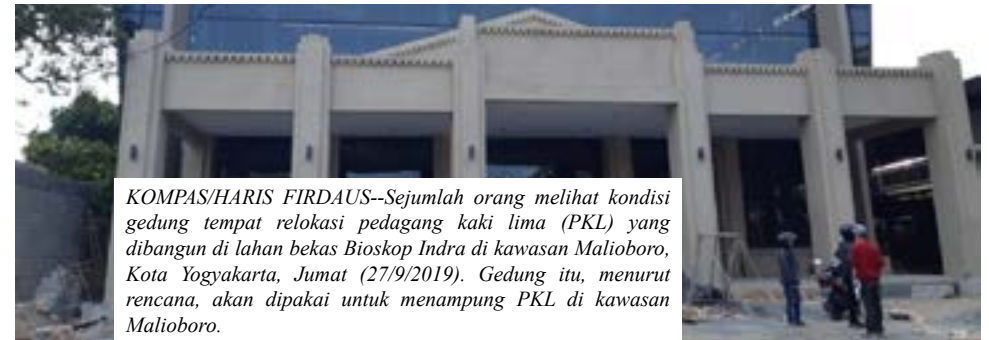 KOMPAS/HARIS FIRDAUS--Sejumlah orang melihat kondisi
gedung tempat relokasi pedagang kaki lima (PKL) yang
dibangun di lahan bekas Bioskop Indra di kawasan Malioboro,
Kota Yogyakarta, Jumat (27/9/2019). Gedung itu, menurut
rencana, akan dipakai untuk menampung PKL di kawasan
Malioboro.